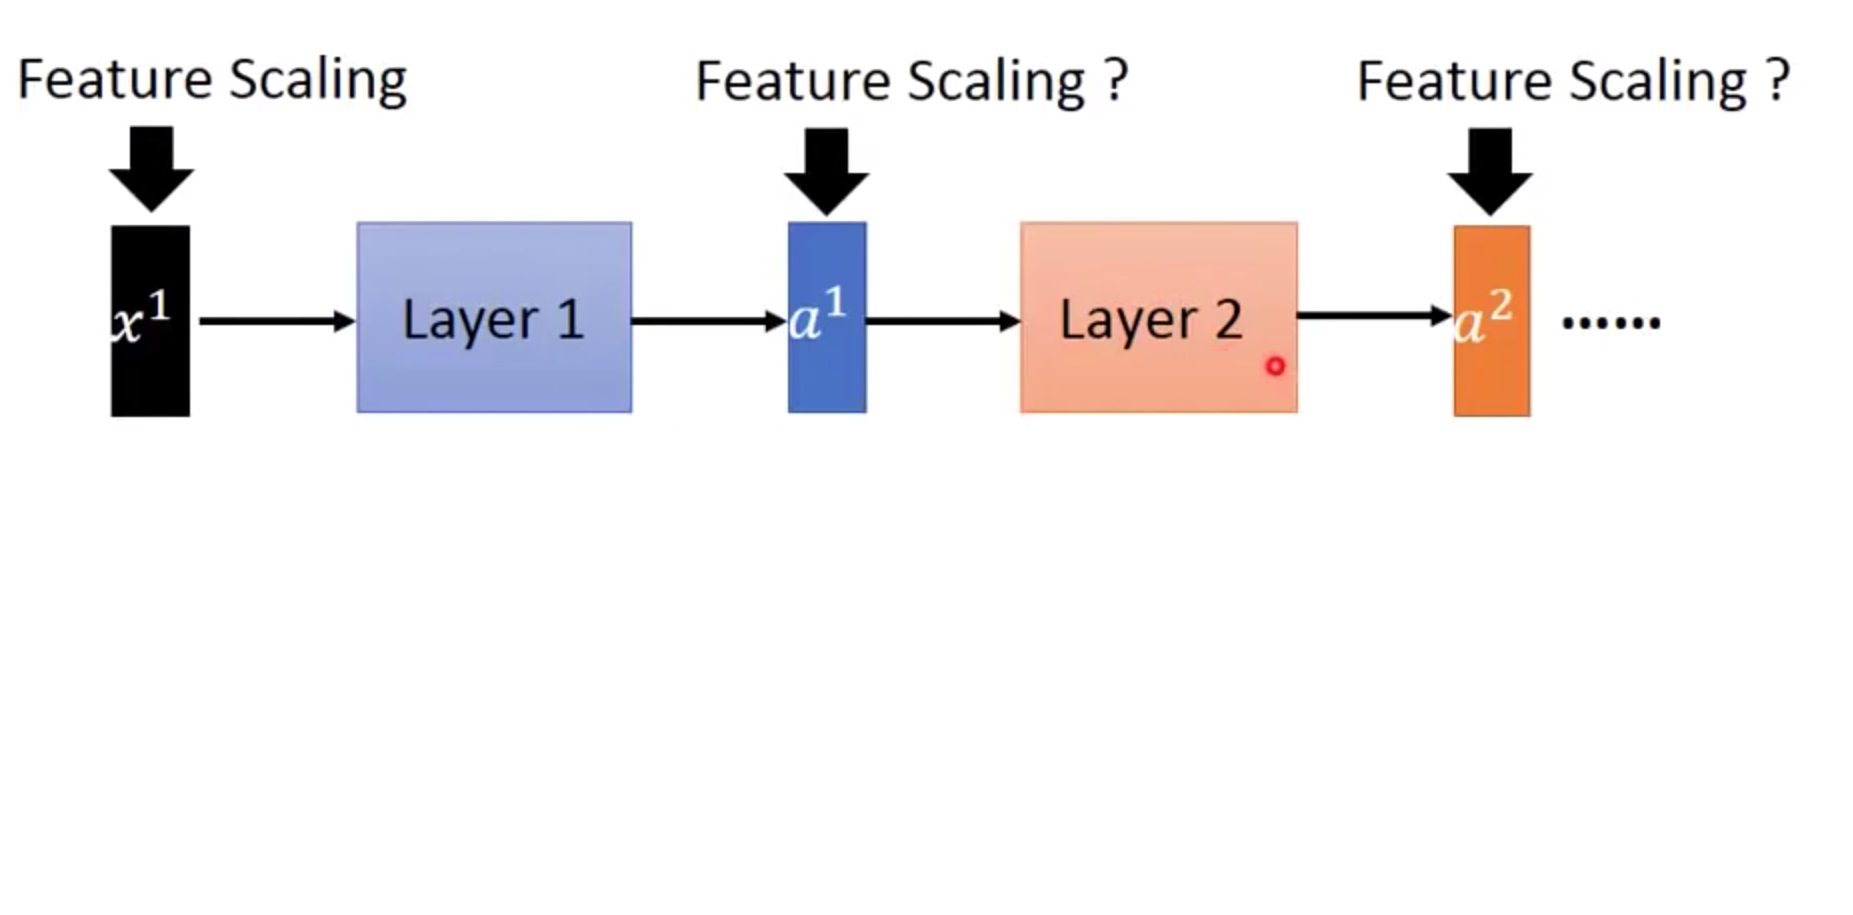 Feature Scaling
Feature Scaling ?
Feature Scaling ?
x¹
Layer 1
a¹
Layer 2
a²
······